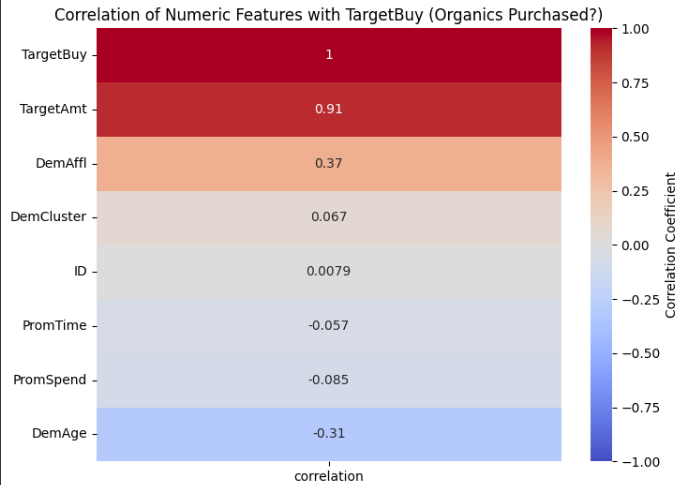 Correlation of Numeric Features with TargetBuy (Organics Purchased?)
TargetBuy
1
TargetAmt
0.91
DemAffl
0.37
DemCluster
0.067
ID
0.0079
PromTime
-0.057
PromSpend
-0.085
DemAge
-0.31
correlation
1.00
0.75
0.50
0.25
0.00
−0.25
−0.50
−0.75
−1.00
Correlation Coefficient